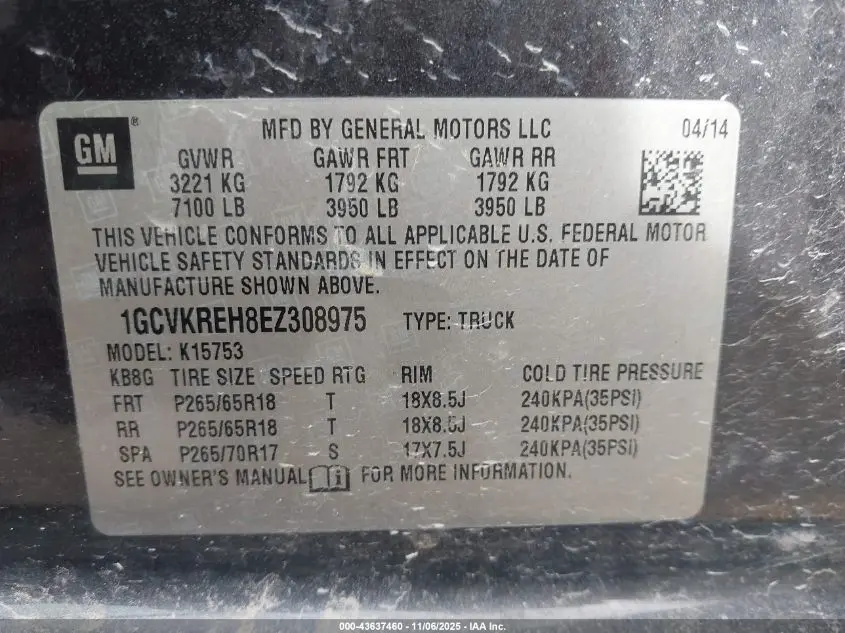 GM® MFD BY GENERAL MOTORS LLC 04/14
GVWR GAWR FRT GAWR RR
3221 KG 1792 KG 1792 KG
7100 LB 3950 LB 3950 LB
THIS VEHICLE CONFORMS TO ALL APPLICABLE U.S. FEDERAL MOTOR
VEHICLE SAFETY STANDARDS IN EFFECT ON THE DATE OF
MANUFACTURE SHOWN ABOVE.
1GCVKREH8EZ308975 TYPE: TRUCK
MODEL: K15753
KB8G TIRE SIZE SPEED RTG RIM COLD TIRE PRESSURE
FRT P265/65R18 T 18X8.5J 240KPA(35PSI)
RR P265/65R18 T 18X8.5J 240KPA(35PSI)
SPA P265/70R17 S 17X7.5J 240KPA(35PSI)
SEE OWNER'S MANUAL FOR MORE INFORMATION.
000-43637460 - 11/06/2025 - IAA Inc.